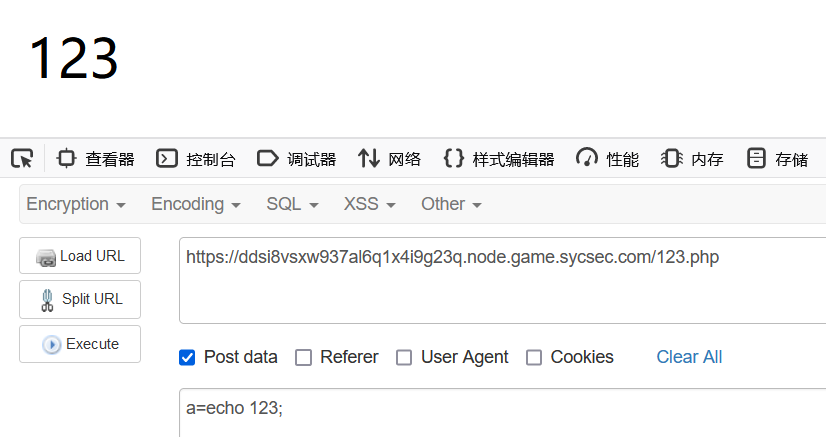 123
查看器 控制台 调试器 网络 样式编辑器 性能 内存 存储
Encryption Encoding SQL XSS Other
Load URL
https://ddsi8vsxw937al6q1x4i9g23q.node.game.sycsec.com/123.php
Split URL
Execute
Post data Referer User Agent Cookies Clear All
a=echo 123;